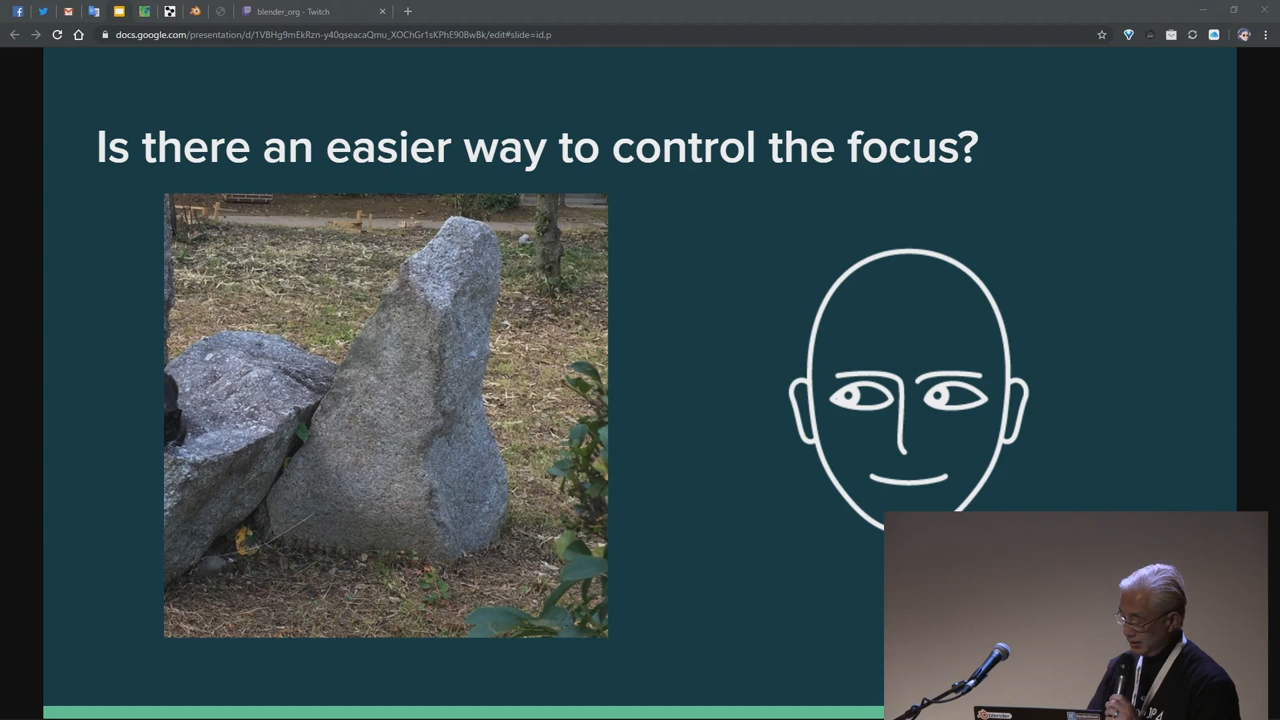 blender_org - Twitch
docs.google.com/presentation/d/1VBHg9mEkRzn-y40qseacaQmu_XOChGr1sKPhE90BwBk/edit#slide=id.p
Is there an easier way to control the focus?
blender